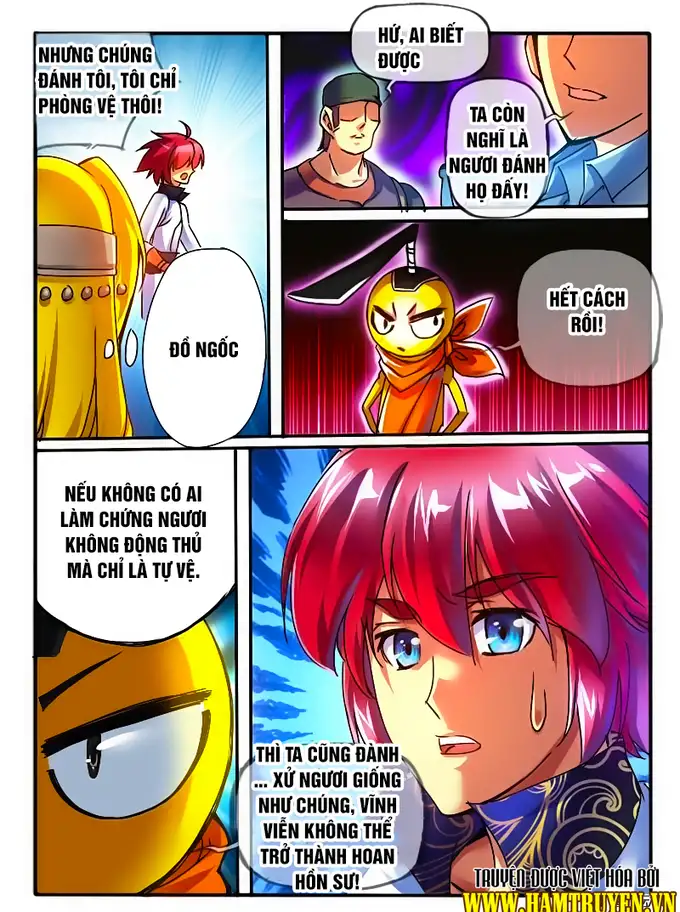 NHƯNG CHÚNG
ĐÁNH TÔI, TÔI CHỈ
PHÒNG VỆ THÔI!
HỨ, AI BIẾT
ĐƯỢC
TA CÒN
NGHĨ LÀ
NGƯƠI ĐÁNH
HỌ ĐẤY!
ĐỒ NGỐC
HẾT CÁCH
RỒI!
NẾU KHÔNG CÓ AI
LÀM CHỨNG NGƯƠI
KHÔNG ĐỘNG THỦ
MÀ CHỈ LÀ TỰ VỆ.
THÌ TA CŨNG ĐÀNH
... XỬ NGƯƠI GIỐNG
NHƯ CHÚNG, VĨNH
VIỄN KHÔNG THỂ
TRỞ THÀNH HOAN
HỒN SƯ!
TRUYỆN ĐƯỢC VIỆT HÓA BỞI
WWW.HAMTRUYEN.VN